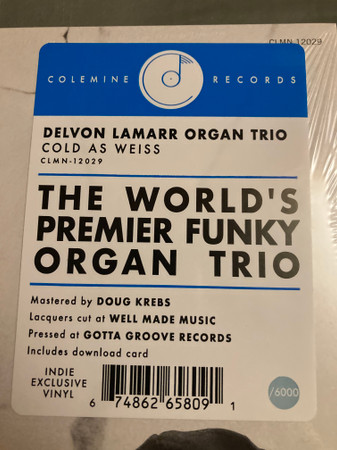 CLMN-12029
COLEMINE RECORDS
DELVON LAMARR ORGAN TRIO
COLD AS WEISS
CLMN-12029
THE WORLD'S
PREMIER FUNKY
ORGAN TRIO
Mastered by DOUG KREBS
Lacquers cut at WELL MADE MUSIC
Pressed at GOTTA GROOVE RECORDS
Includes download card
INDIE
EXCLUSIVE
VINYL
6 74862 65809 1
/6000